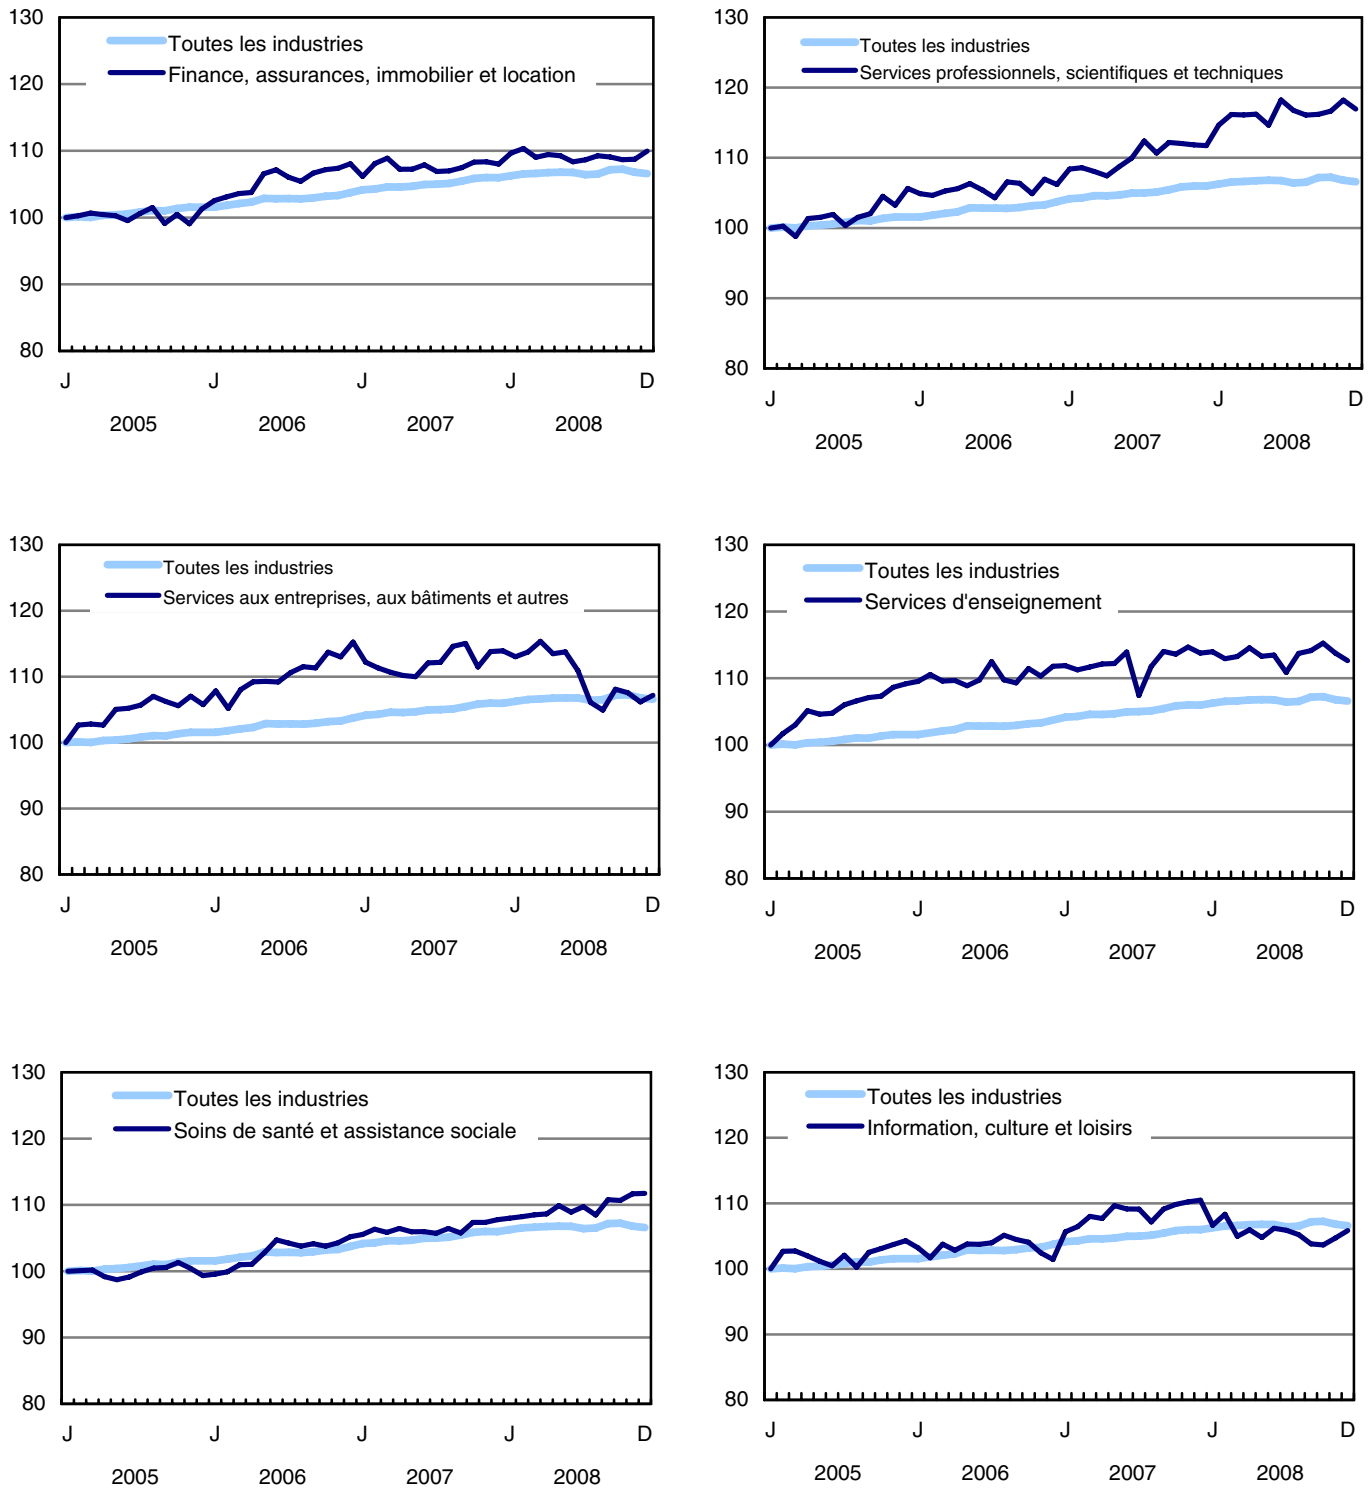 130
120
110
100
90
80
Toutes les industries
Finance, assurances, immobilier et location
J J J J D
2005 2006 2007 2008
130
120
110
100
90
80
Toutes les industries
Services professionnels, scientifiques et techniques
J J J J D
2005 2006 2007 2008
130
120
110
100
90
80
Toutes les industries
Services aux entreprises, aux bâtiments et autres
J J J J D
2005 2006 2007 2008
130
120
110
100
90
80
Toutes les industries
Services d'enseignement
J J J J D
2005 2006 2007 2008
130
120
110
100
90
80
Toutes les industries
Soins de santé et assistance sociale
J J J J D
2005 2006 2007 2008
130
120
110
100
90
80
Toutes les industries
Information, culture et loisirs
J J J J D
2005 2006 2007 2008